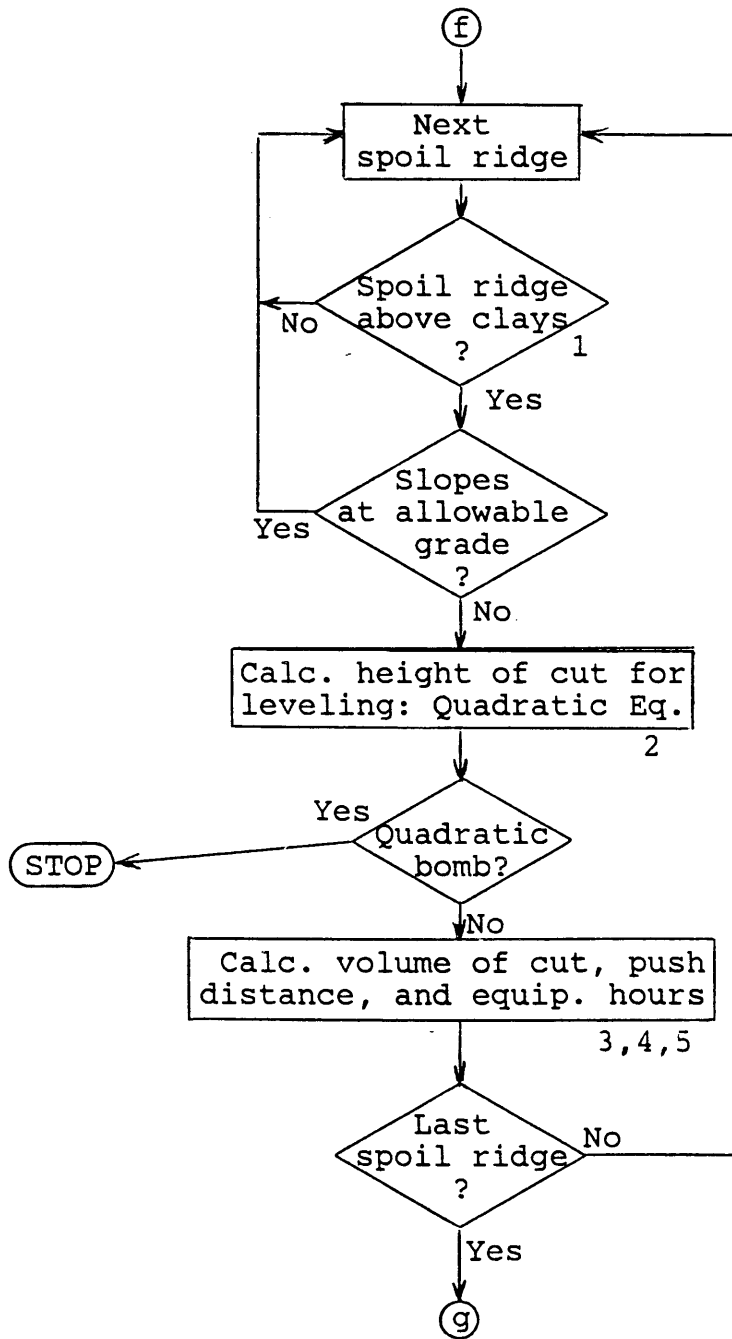 f
Next
spoil ridge
Spoil ridge
above clays
?
No
1
Yes
Slopes
at allowable
grade
?
Yes
No
Calc. height of cut for
leveling: Quadratic Eq.
2
Yes
Quadratic
bomb?
STOP
No
Calc. volume of cut, push
distance, and equip. hours
3,4,5
Last
spoil ridge
?
No
Yes
g